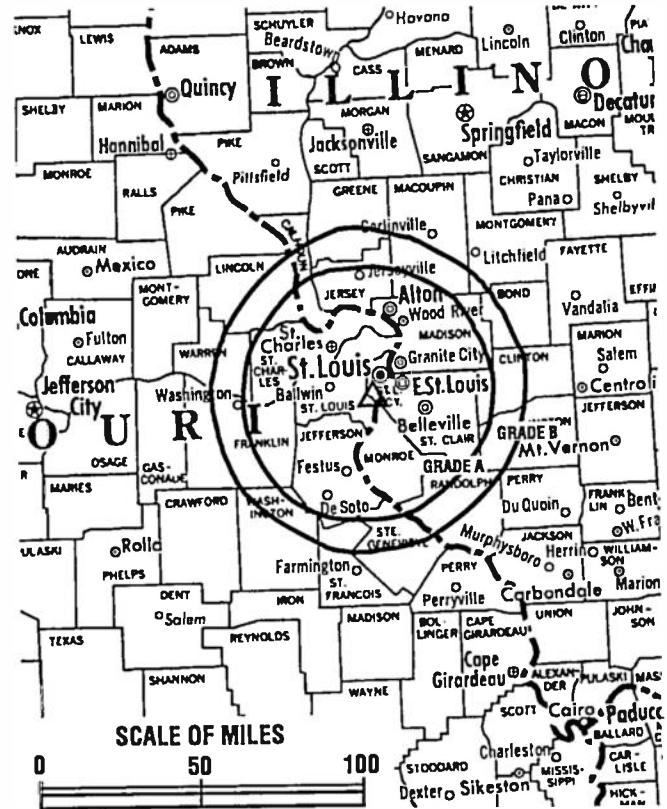 KNOX
LEWIS
ADAMS
SCHUYLER
Havana
Beardstown
BROWN
CASS
MENARD
Lincoln
Clinton
Quincy
ILLINO
Decatur
MACON
SHELBY
MARION
MORGAN
Springfield
Hannibal
PIKE
Jacksonville
SCOTT
SANGAMON
Taylorville
CHRISTIAN
MONROE
Pittsfield
RALLS
PIKE
GREENE
MACOUPIN
Pana
SHELBY
MONTGOMERY
CALHOUN
Carlinville
AUDRAIN
Mexico
LINCOLN
Litchfield
FAYETTE
Jerseyville
MONT-
GOMERY
JERSEY
Alton
BOND
Columbia
Wood River
Vandalia
Fulton
CALLAWAY
St.
Charles
MADISON
MARION
WARREN
ST.
CHAR-
LES
St. Louis
Granite City
CLINTON
Salem
Jefferson
City
Washington
Ballwin
E St. Louis
ST. LOUIS
CY.
Belleville
JEFFERSON
OURI
FRANKLIN
ST. CLAIR
GRADE B
Mt. Vernon
OSAGE
GAS-
CONADE
JEFFERSON
MONROE
GRADE A
Festus
RANDOLPH
PERRY
MARIES
CRAWFORD
WASH-
INGTON
De Soto
Du Quoin
FRANK
LIN
STE.
GENEVIEVE
Murphysboro
JACKSON
Herrin
WILLIAM-
SON
ULASKI
Rolla
PHELPS
Farmington
ST.
FRANCOIS
PERRY
Perryville
Carbondale
Marion
DENT
Salem
IRON
MADISON
UNION
JOHN-
SON
TEXAS
REYNOLDS
BOL-
LINGER
CAPE
GIRARDEAU
SHANNON
Cape
Girardeau
ALEXAN-
DER
PULASKI
WAYNE
SCOTT
Cairo
BALLARD
SCALE OF MILES
0 50 100
STODDARD
Charleston
MISSIS-
SIPPI
CAR-
LISLE
Dexter
Sikeston
HICK-
MAN